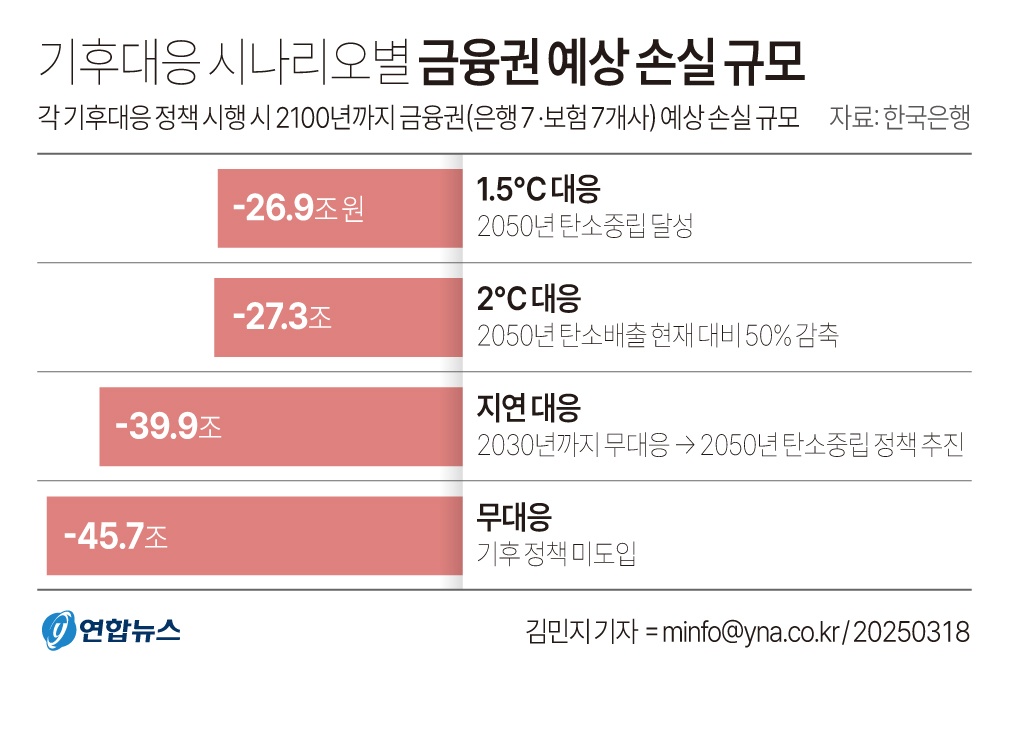 기후대응 시나리오별 금융권 예상 손실 규모
각 기후대응 정책 시행 시 2100년까지 금융권(은행 7·보험 7개사) 예상 손실 규모 자료: 한국은행
-26.9조 원
1.5°C 대응
2050년 탄소중립 달성
-27.3조
2°C 대응
2050년 탄소배출 현재 대비 50% 감축
-39.9조
지연 대응
2030년까지 무대응 → 2050년 탄소중립 정책 추진
-45.7조
무대응
기후 정책 미도입
연합뉴스
김민지 기자 = minfo@yna.co.kr / 20250318